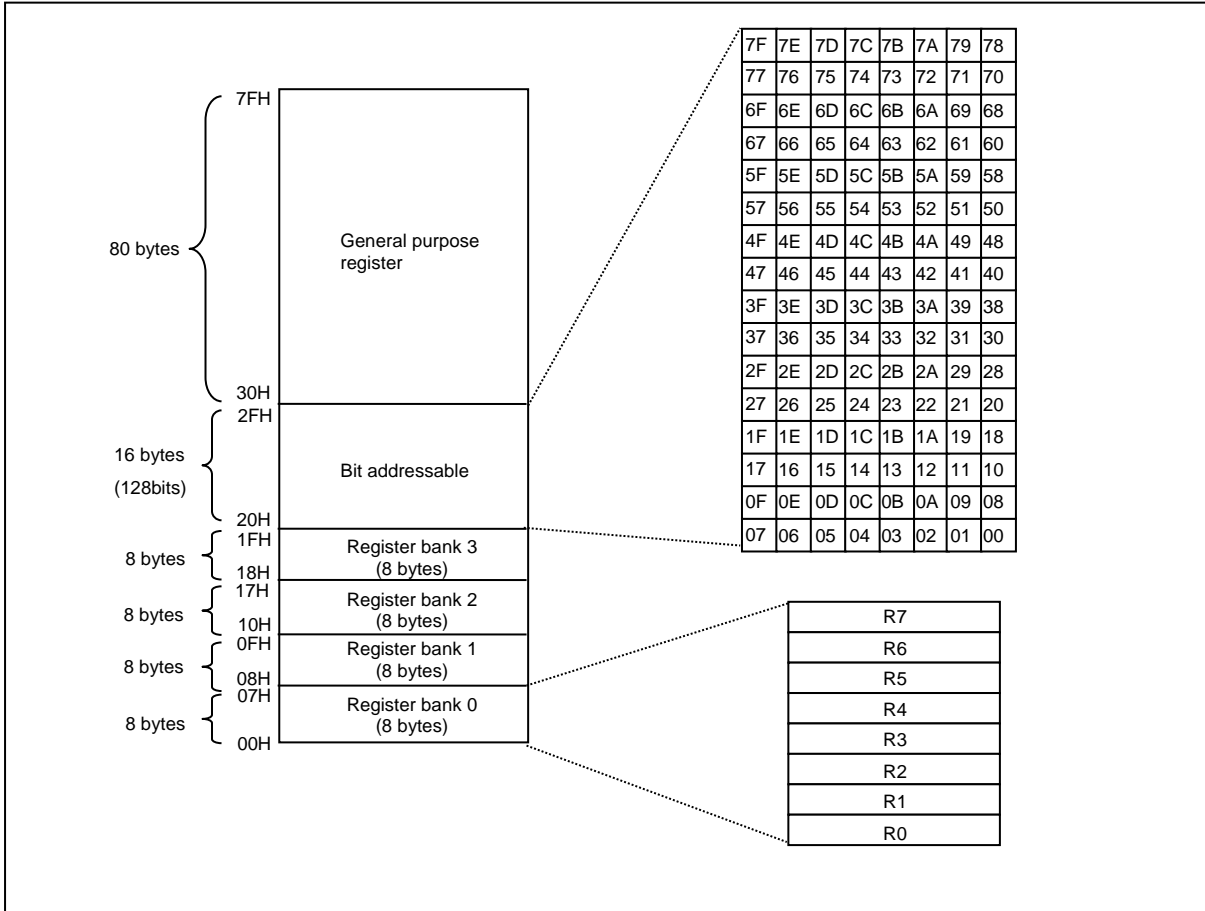 7FH
80 bytes
General purpose
register
30H
2FH
16 bytes
(128bits)
Bit addressable
20H
1FH
8 bytes
Register bank 3
(8 bytes)
18H
17H
8 bytes
Register bank 2
(8 bytes)
10H
0FH
8 bytes
Register bank 1
(8 bytes)
08H
07H
8 bytes
Register bank 0
(8 bytes)
00H
7F 7E 7D 7C 7B 7A 79 78
77 76 75 74 73 72 71 70
6F 6E 6D 6C 6B 6A 69 68
67 66 65 64 63 62 61 60
5F 5E 5D 5C 5B 5A 59 58
57 56 55 54 53 52 51 50
4F 4E 4D 4C 4B 4A 49 48
47 46 45 44 43 42 41 40
3F 3E 3D 3C 3B 3A 39 38
37 36 35 34 33 32 31 30
2F 2E 2D 2C 2B 2A 29 28
27 26 25 24 23 22 21 20
1F 1E 1D 1C 1B 1A 19 18
17 16 15 14 13 12 11 10
0F 0E 0D 0C 0B 0A 09 08
07 06 05 04 03 02 01 00
R7
R6
R5
R4
R3
R2
R1
R0